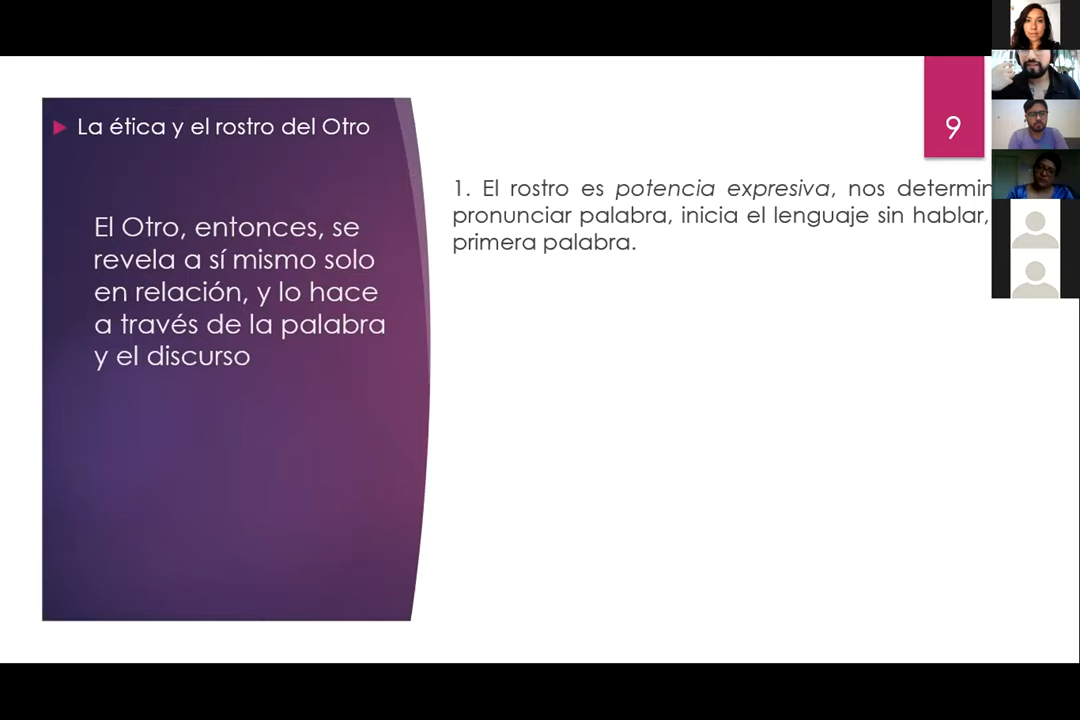 La ética y el rostro del Otro
El Otro, entonces, se
revela a sí mismo solo
en relación, y lo hace
a través de la palabra
y el discurso
9
1. El rostro es potencia expresiva, nos determin
pronunciar palabra, inicia el lenguaje sin hablar,
primera palabra.